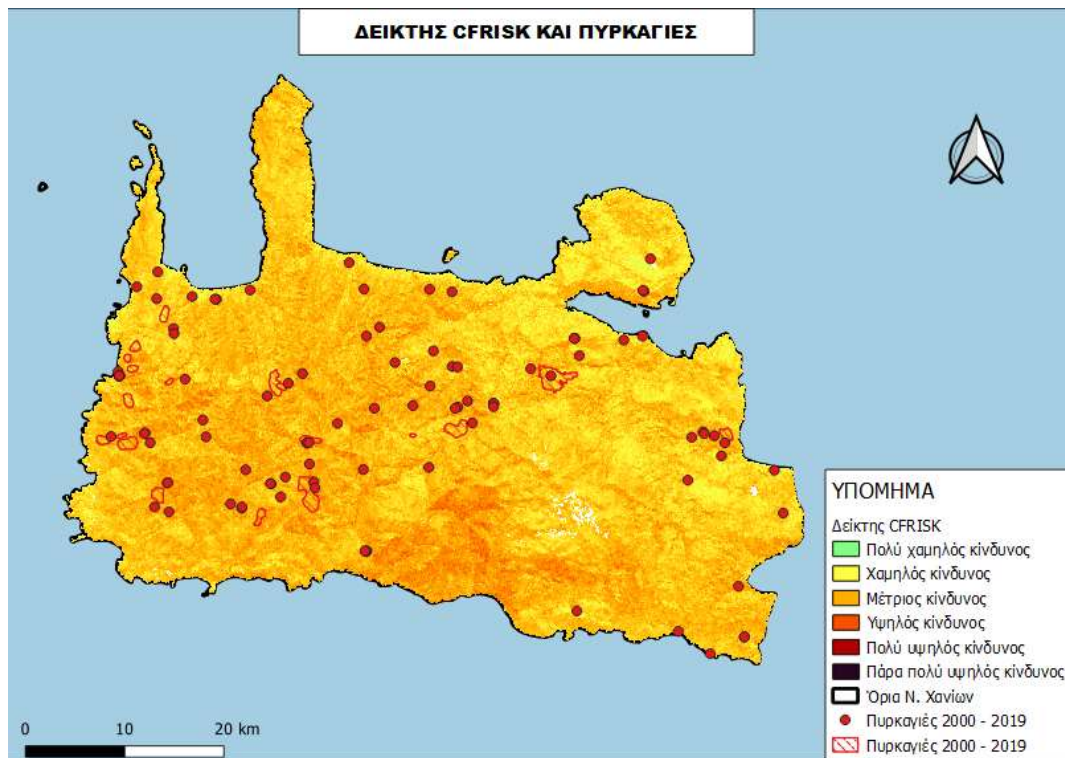 ΔΕΙΚΤΗΣ CFRISK ΚΑΙ ΠΥΡΚΑΓΙΕΣ
ΥΠΟΜΗΜΑ
Δείκτης CFRISK
Πολύ χαμηλός κίνδυνος
Χαμηλός κίνδυνος
Μέτριος κίνδυνος
Υψηλός κίνδυνος
Πολύ υψηλός κίνδυνος
Πάρα πολύ υψηλός κίνδυνος
Όρια Ν. Χανίων
Πυρκαγιές 2000 - 2019
Πυρκαγιές 2000 - 2019
0 10 20 km